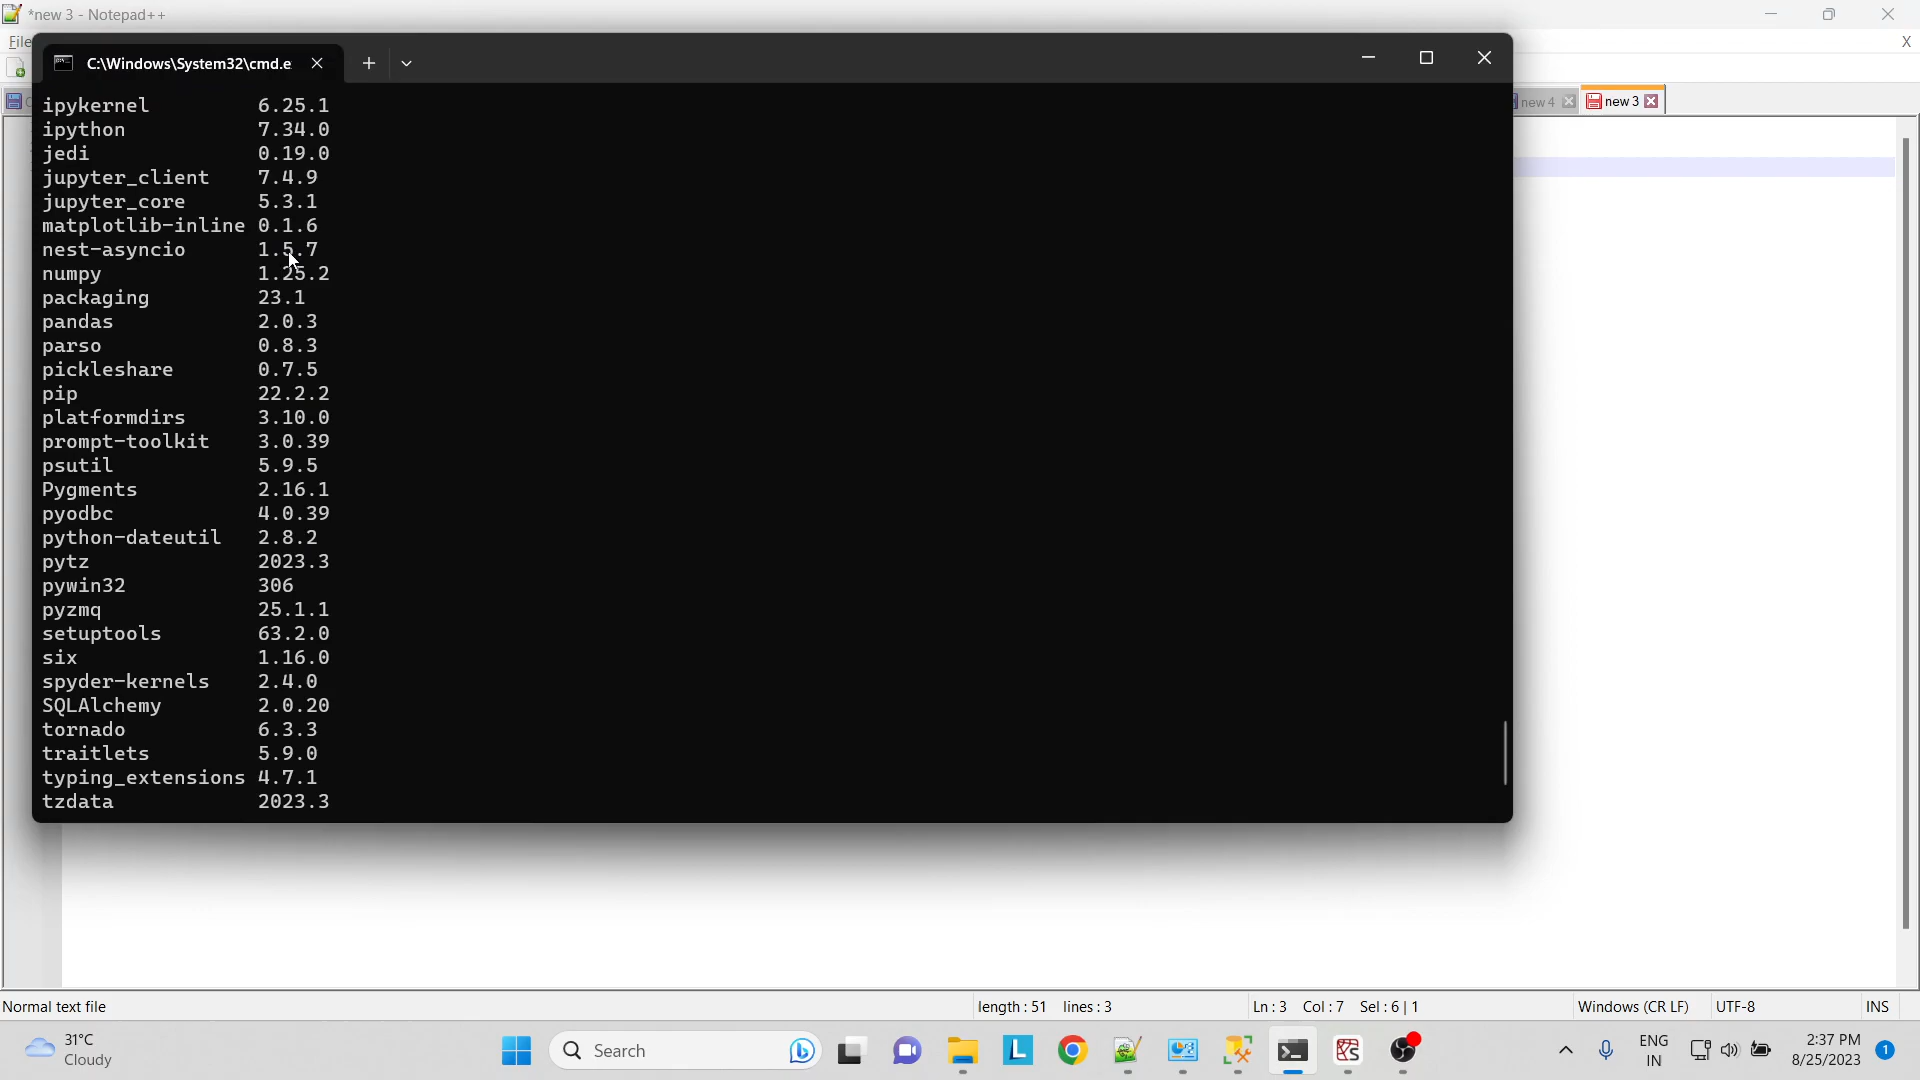 *new 3 - Notepad++
File
X
C:\Windows\System32\cmd.e
new 4
new 3
ipykernel 6.25.1
ipython 7.34.0
jedi 0.19.0
jupyter_client 7.4.9
jupyter_core 5.3.1
matplotlib-inline 0.1.6
nest-asyncio 1.5.7
numpy 1.25.2
packaging 23.1
pandas 2.0.3
parso 0.8.3
pickleshare 0.7.5
pip 22.2.2
platformdirs 3.10.0
prompt-toolkit 3.0.39
psutil 5.9.5
Pygments 2.16.1
pyodbc 4.0.39
python-dateutil 2.8.2
pytz 2023.3
pywin32 306
pyzmq 25.1.1
setuptools 63.2.0
six 1.16.0
spyder-kernels 2.4.0
SQLAlchemy 2.0.20
tornado 6.3.3
traitlets 5.9.0
typing_extensions 4.7.1
tzdata 2023.3
Normal text file length : 51 lines : 3 Ln : 3 Col : 7 Sel : 6 | 1 Windows (CR LF) UTF-8 INS
31°C
Cloudy
Search
ENG
IN
2:37 PM
8/25/2023
1